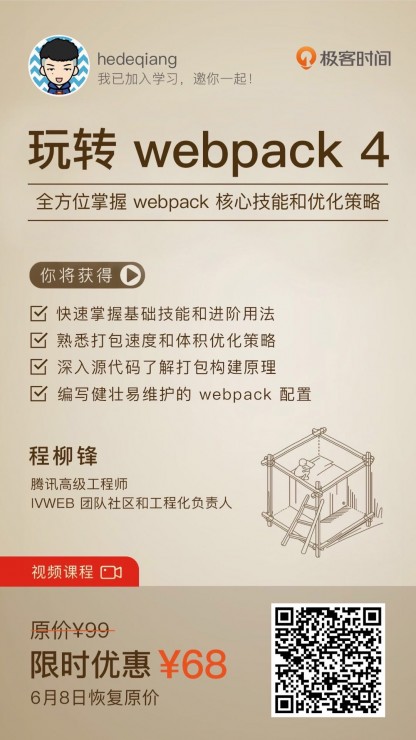 hedeqiang
我已加入学习，邀你一起！
极客时间
玩转 webpack 4
全方位掌握 webpack 核心技能和优化策略
你将获得
快速掌握基础技能和进阶用法
熟悉打包速度和体积优化策略
深入源代码了解打包构建原理
编写健壮易维护的 webpack 配置
程柳锋
腾讯高级工程师
IVWEB 团队社区和工程化负责人
视频课程
原价¥99
限时优惠 ¥68
6月8日恢复原价